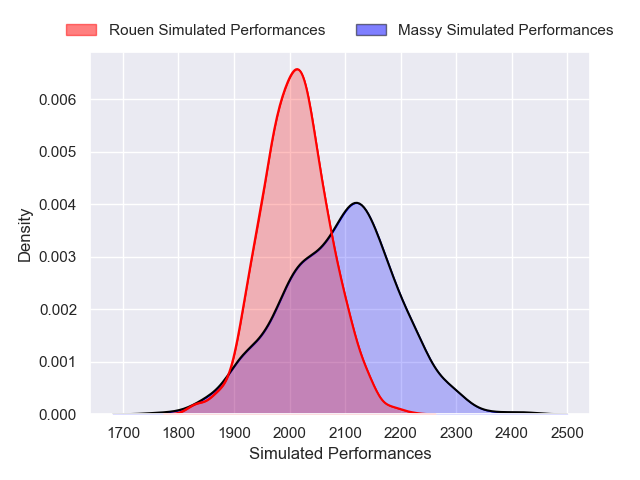 Rouen Simulated Performances
Massy Simulated Performances
Density
0.006
0.005
0.004
0.003
0.002
0.001
0.000
1700 1800 1900 2000 2100 2200 2300 2400 2500
Simulated Performances